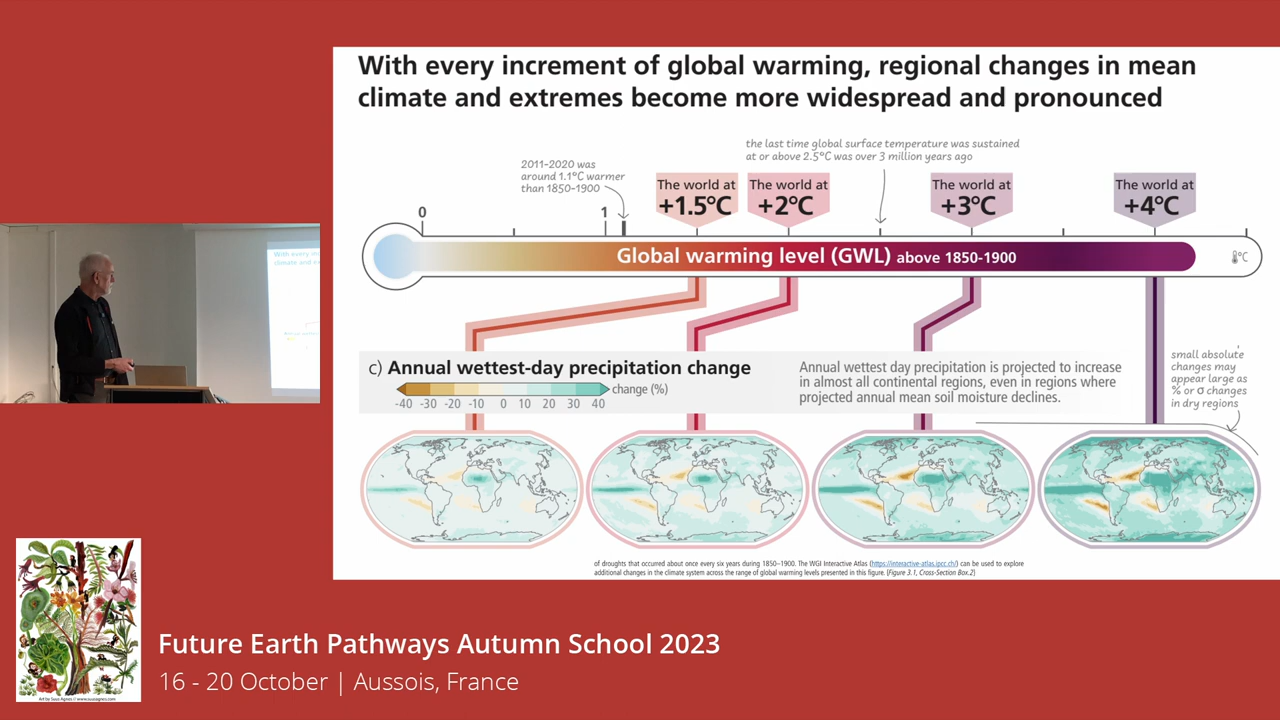 With every increment of global warming, regional changes in mean
climate and extremes become more widespread and pronounced
the last time global surface temperature was sustained
at or above 2.5°C was over 3 million years ago
2011-2020 was
around 1.1°C warmer
than 1850-1900
The world at
+1.5°C
The world at
+2°C
The world at
+3°C
The world at
+4°C
0
1
Global warming level (GWL) above 1850-1900
°C
small absolute
changes may
appear large as
% or σ changes
in dry regions
c) Annual wettest-day precipitation change
change (%)
-40 -30 -20 -10 0 10 20 30 40
Annual wettest day precipitation is projected to increase
in almost all continental regions, even in regions where
projected annual mean soil moisture declines.
of droughts that occurred about once every six years during 1850–1900. The WGI Interactive Atlas (https://interactive-atlas.ipcc.ch/) can be used to explore
additional changes in the climate system across the range of global warming levels presented in this figure. {Figure 3.1, Cross-Section Box.2}
Future Earth Pathways Autumn School 2023
16 - 20 October | Aussois, France